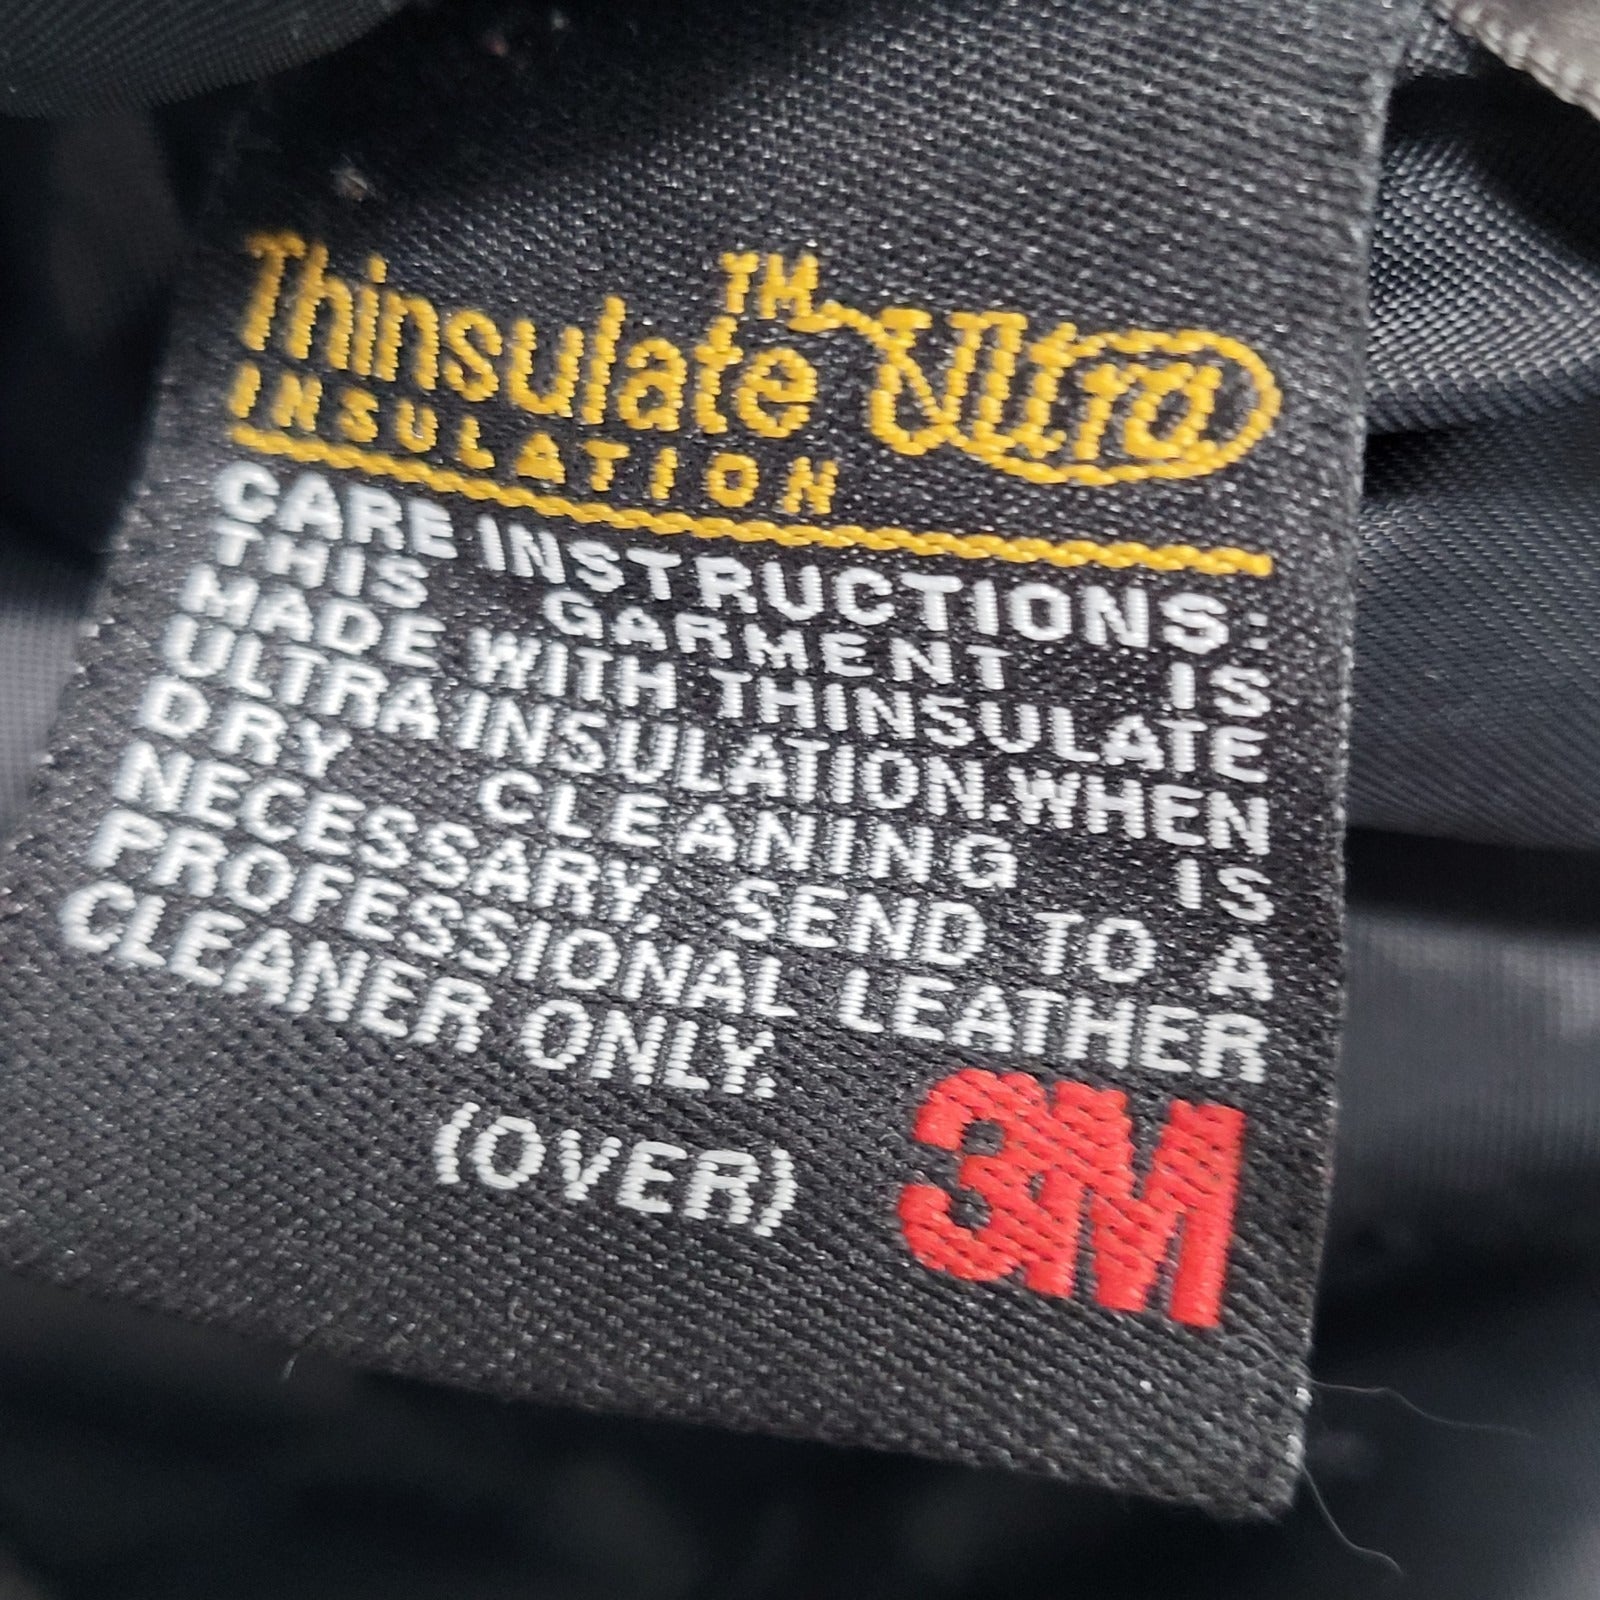 Thinsulate™ Ultra
INSULATION
CARE INSTRUCTIONS:
THIS GARMENT IS
MADE WITH THINSULATE
ULTRA INSULATION.WHEN
DRY CLEANING IS
NECESSARY, SEND TO A
PROFESSIONAL LEATHER
CLEANER ONLY.
(OVER)
3M